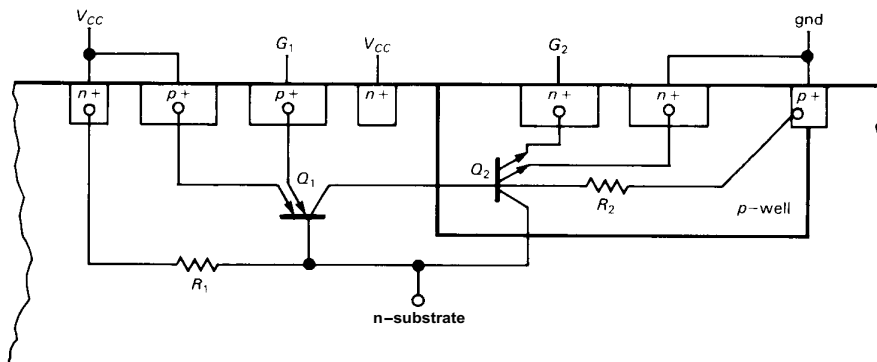 V_CC
gnd
G_1
V_CC
G_2
n+
p+
p+
n+
n+
n+
p+
Q_1
Q_2
R_2
p-well
R_1
n-substrate